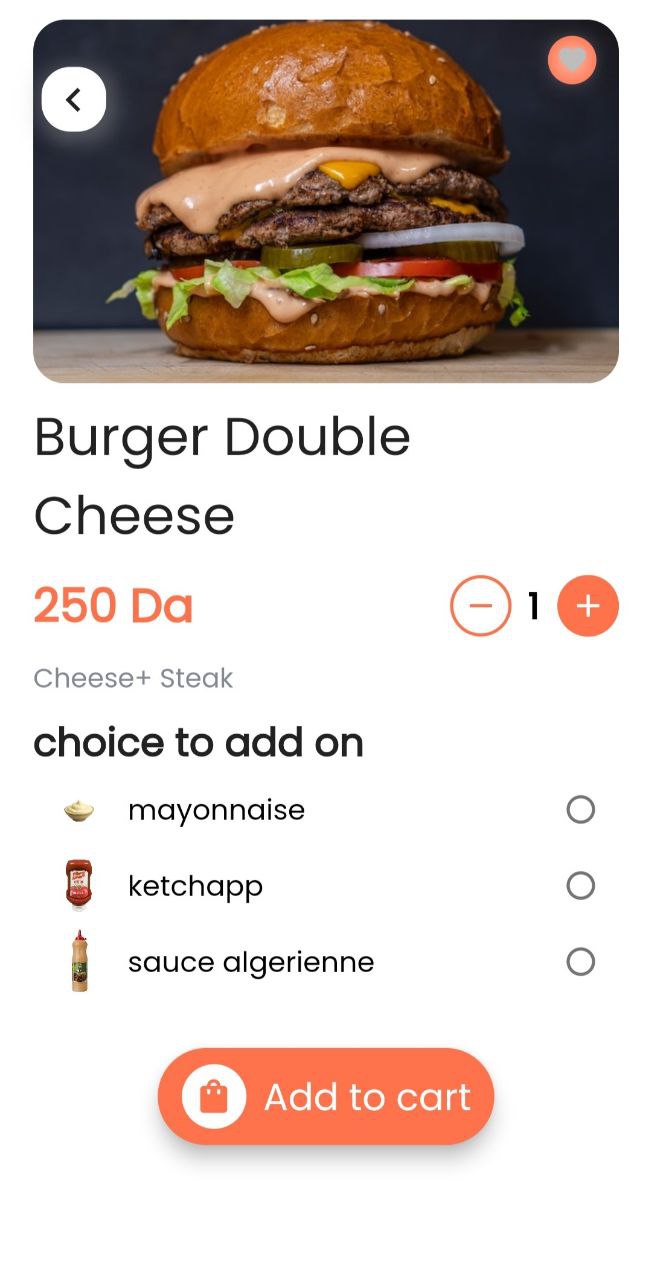 Burger Double
Cheese
250 Da
1
Cheese+ Steak
choice to add on
mayonnaise
ketchapp
sauce algerienne
Add to cart